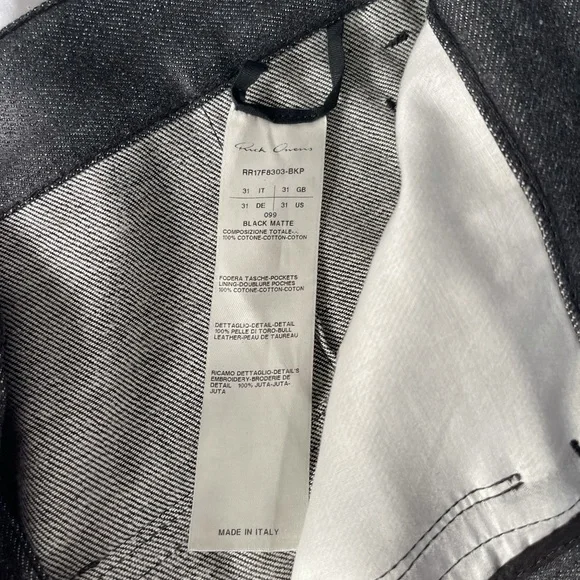 Rick Owens
RR17F8303-BKP
31 IT 31 GB
31 DE 31 US
099
BLACK MATTE
COMPOSIZIONE TOTALE-.-
100% COTONE-COTTON-COTON
FODERA TASCHE-POCKETS
LINING-DOUBLURE POCHES
100% COTONE-COTTON-COTON
DETTAGLIO-DETAIL-DETAIL
100% PELLE DI TORO-BULL
LEATHER-PEAU DE TAUREAU
RICAMO DETTAGLIO-DETAIL'S
EMBROIDERY-BRODERIE DE
DETAIL 100% JUTA-JUTA-
JUTA
MADE IN ITALY